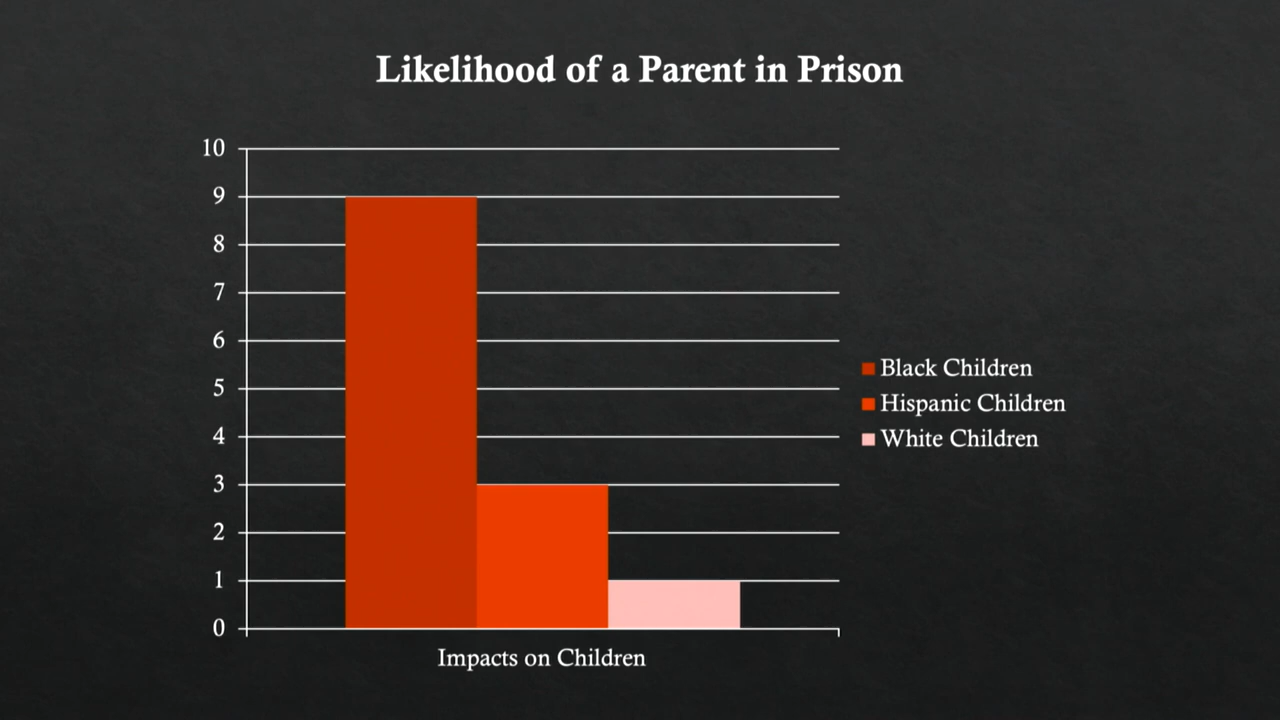 Likelihood of a Parent in Prison
10
9
8
7
6
5
4
3
2
1
0
Black Children
Hispanic Children
White Children
Impacts on Children